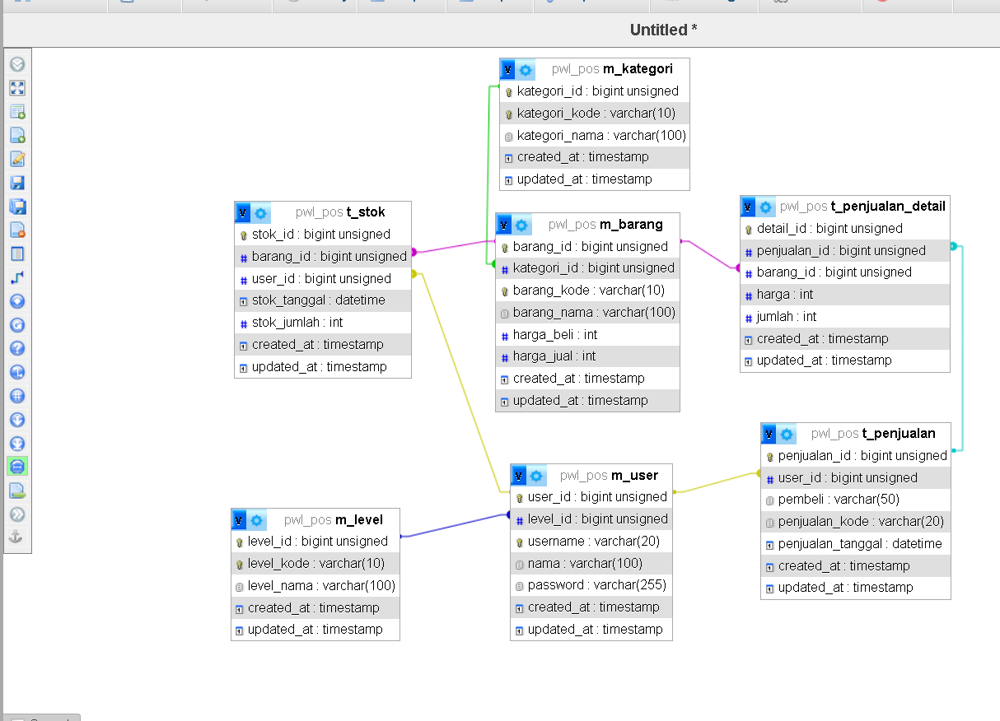 Untitled *
pwl_pos m_kategori
kategori_id : bigint unsigned
kategori_kode : varchar(10)
kategori_nama : varchar(100)
created_at : timestamp
updated_at : timestamp
pwl_pos t_stok
stok_id : bigint unsigned
barang_id : bigint unsigned
user_id : bigint unsigned
stok_tanggal : datetime
stok_jumlah : int
created_at : timestamp
updated_at : timestamp
pwl_pos m_barang
barang_id : bigint unsigned
kategori_id : bigint unsigned
barang_kode : varchar(10)
barang_nama : varchar(100)
harga_beli : int
harga_jual : int
created_at : timestamp
updated_at : timestamp
pwl_pos t_penjualan_detail
detail_id : bigint unsigned
penjualan_id : bigint unsigned
barang_id : bigint unsigned
harga : int
jumlah : int
created_at : timestamp
updated_at : timestamp
pwl_pos t_penjualan
penjualan_id : bigint unsigned
user_id : bigint unsigned
pembeli : varchar(50)
penjualan_kode : varchar(20)
penjualan_tanggal : datetime
created_at : timestamp
updated_at : timestamp
pwl_pos m_user
user_id : bigint unsigned
level_id : bigint unsigned
username : varchar(20)
nama : varchar(100)
password : varchar(255)
created_at : timestamp
updated_at : timestamp
pwl_pos m_level
level_id : bigint unsigned
level_kode : varchar(10)
level_nama : varchar(100)
created_at : timestamp
updated_at : timestamp